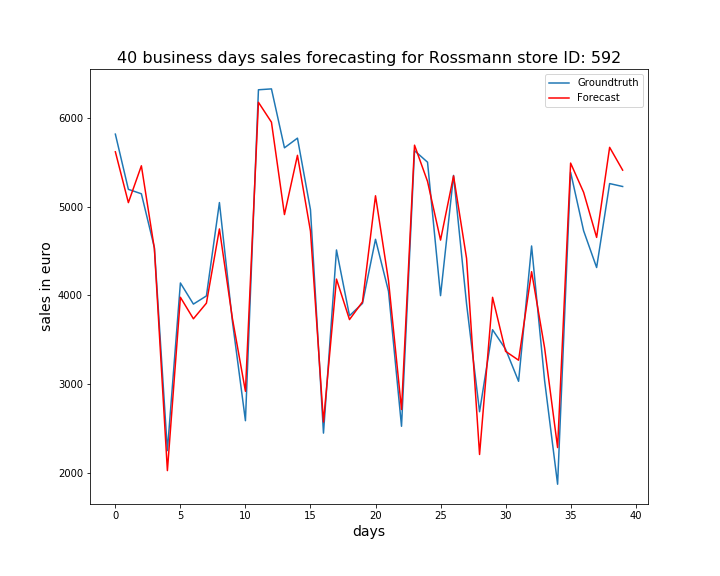 40 business days sales forecasting for Rossmann store ID: 592
Groundtruth
Forecast
sales in euro
6000
5000
4000
3000
2000
0 5 10 15 20 25 30 35 40
days